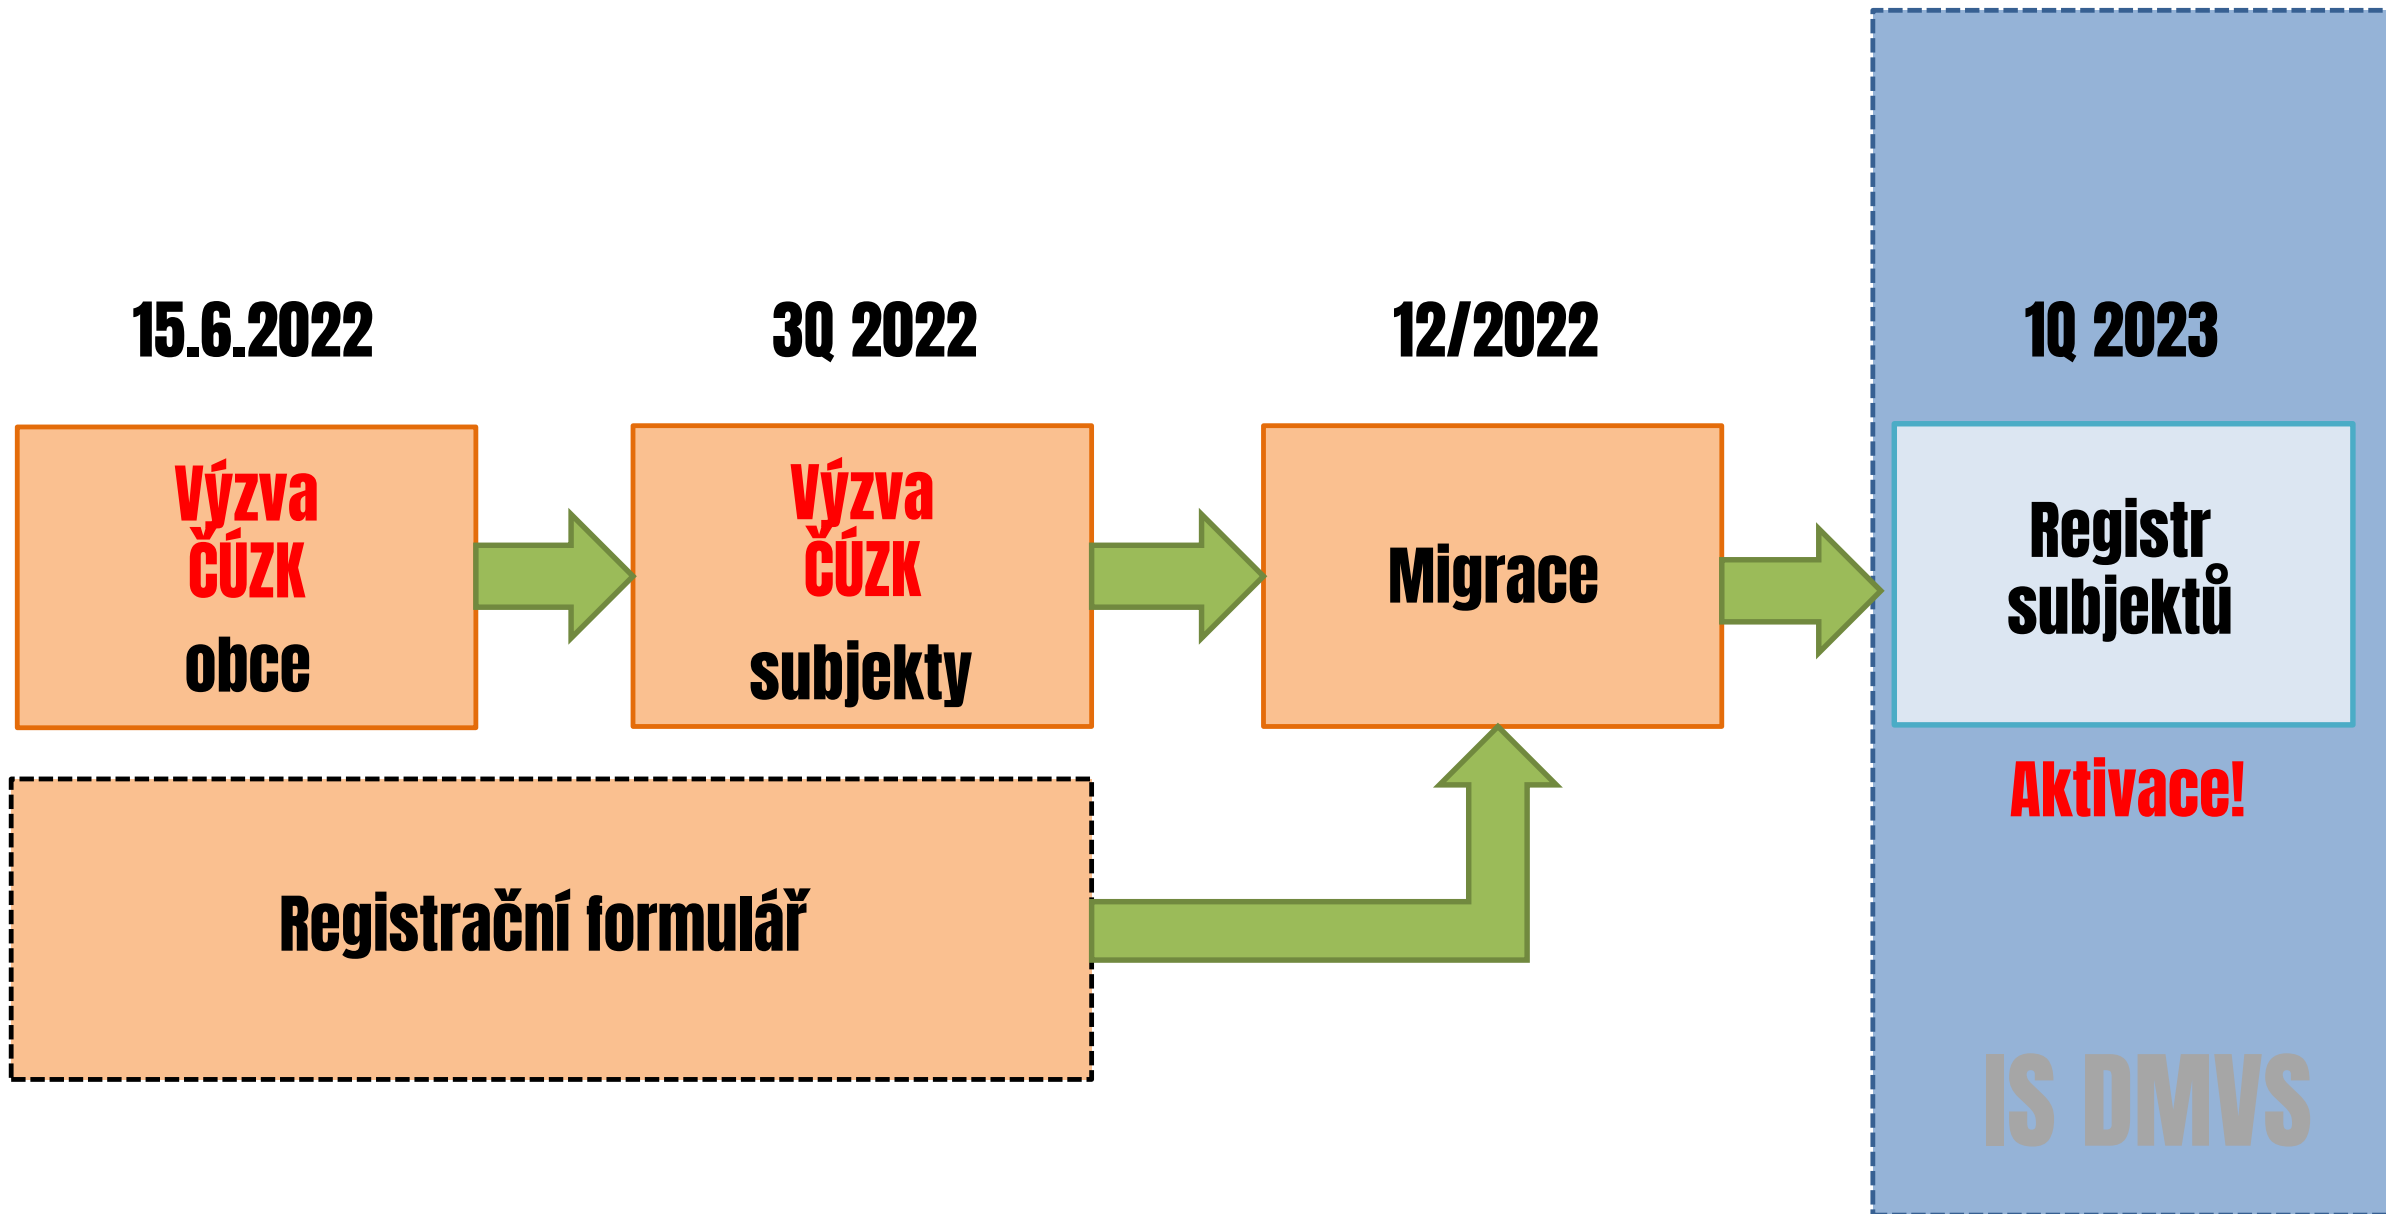 15.6.2022
3Q 2022
12/2022
1Q 2023
Výzva
ČÚZK
obce
Výzva
ČÚZK
subjekty
Migrace
Registr
subjektů
Aktivace!
Registrační formulář
IS DMVS